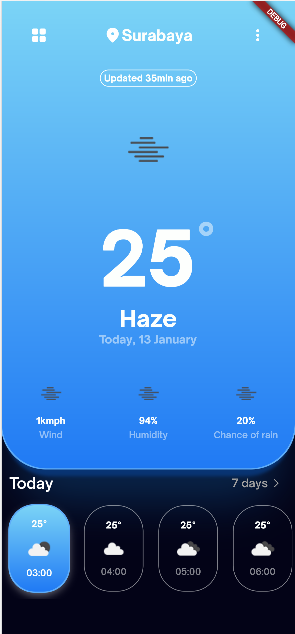 DEBUG
Surabaya
Updated 35min ago
25°
Haze
Today, 13 January
1kmph 94% 20%
Wind Humidity Chance of rain
Today 7 days
25° 25° 25° 25°
03:00 04:00 05:00 06:00